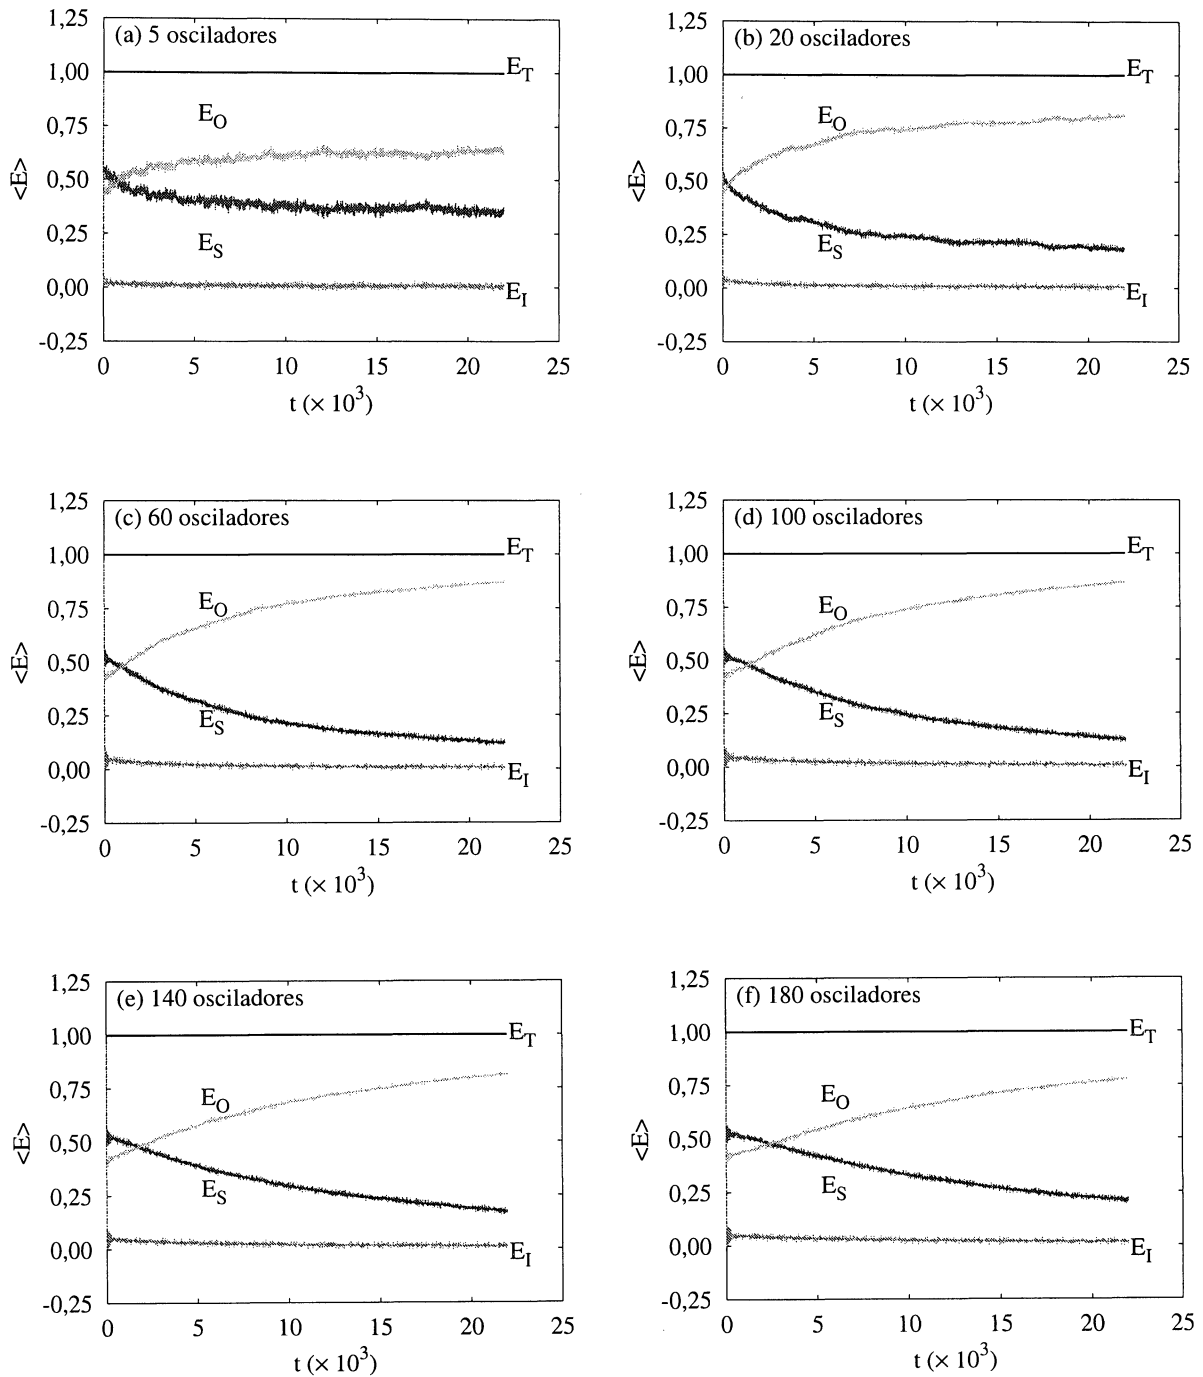 (a) 5 osciladores
1,25
1,00
0,75
0,50
0,25
0,00
-0,25
<E>
E_T
E_O
E_S
E_I
0 5 10 15 20 25
t (× 10^3)
(b) 20 osciladores
1,25
1,00
0,75
0,50
0,25
0,00
-0,25
<E>
E_T
E_O
E_S
E_I
0 5 10 15 20 25
t (× 10^3)
(c) 60 osciladores
1,25
1,00
0,75
0,50
0,25
0,00
-0,25
<E>
E_T
E_O
E_S
E_I
0 5 10 15 20 25
t (× 10^3)
(d) 100 osciladores
1,25
1,00
0,75
0,50
0,25
0,00
-0,25
<E>
E_T
E_O
E_S
E_I
0 5 10 15 20 25
t (× 10^3)
(e) 140 osciladores
1,25
1,00
0,75
0,50
0,25
0,00
-0,25
<E>
E_T
E_O
E_S
E_I
0 5 10 15 20 25
t (× 10^3)
(f) 180 osciladores
1,25
1,00
0,75
0,50
0,25
0,00
-0,25
<E>
E_T
E_O
E_S
E_I
0 5 10 15 20 25
t (× 10^3)